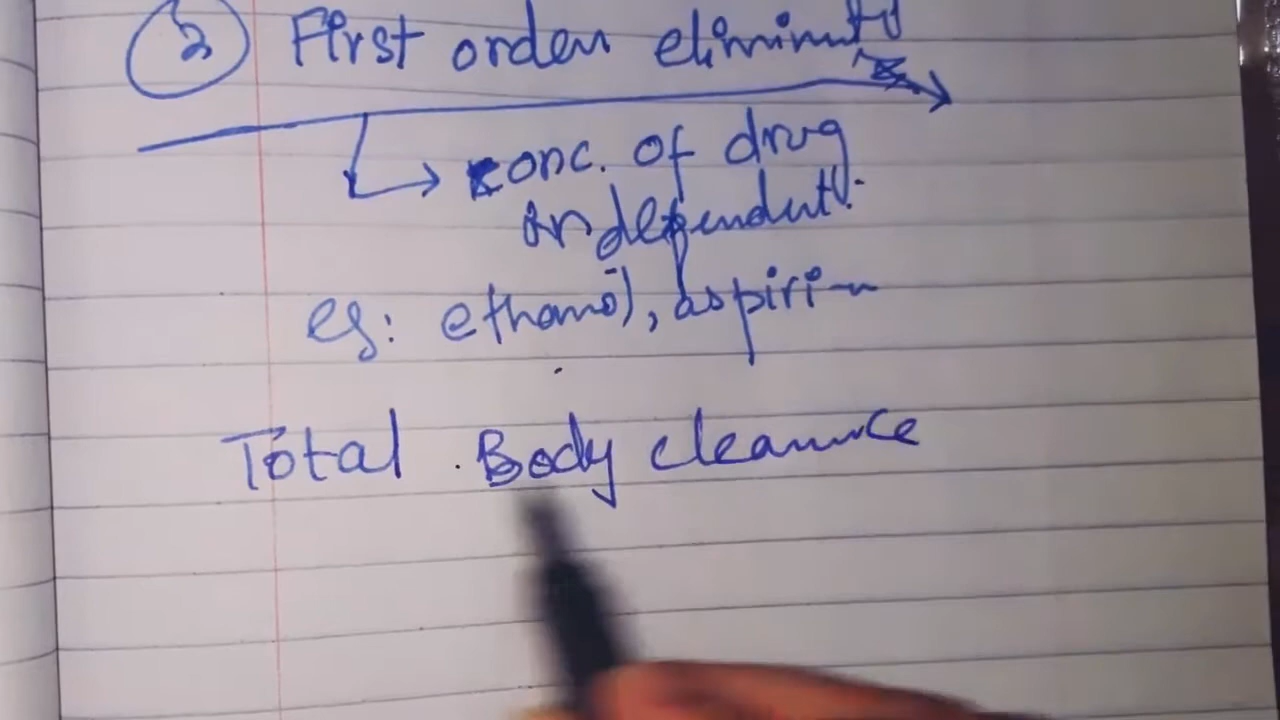 2 First order eliminatn
conc. of drug
independent.
eg: ethanol, aspirin
Total Body clearance